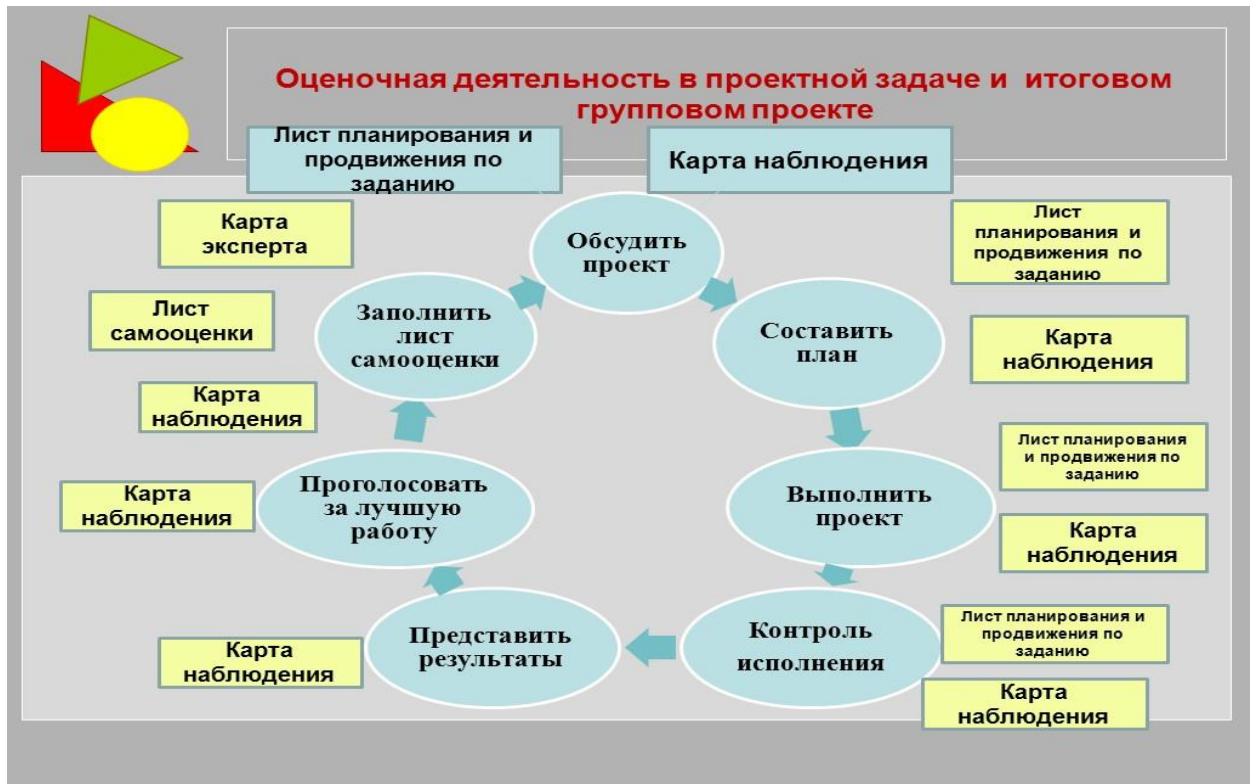 Оценочная деятельность в проектной задаче и итоговом
групповом проекте
Лист планирования и
продвижения по
заданию
Карта наблюдения
Карта
эксперта
Обсудить
проект
Лист
планирования и
продвижения по
заданию
Лист
самооценки
Заполнить
лист
самооценки
Составить
план
Карта
наблюдения
Карта
наблюдения
Лист планирования
и продвижения по
заданию
Карта
наблюдения
Проголосовать
за лучшую
работу
Выполнить
проект
Карта
наблюдения
Лист планирования и
продвижения по
заданию
Карта
наблюдения
Представить
результаты
Контроль
исполнения
Карта
наблюдения